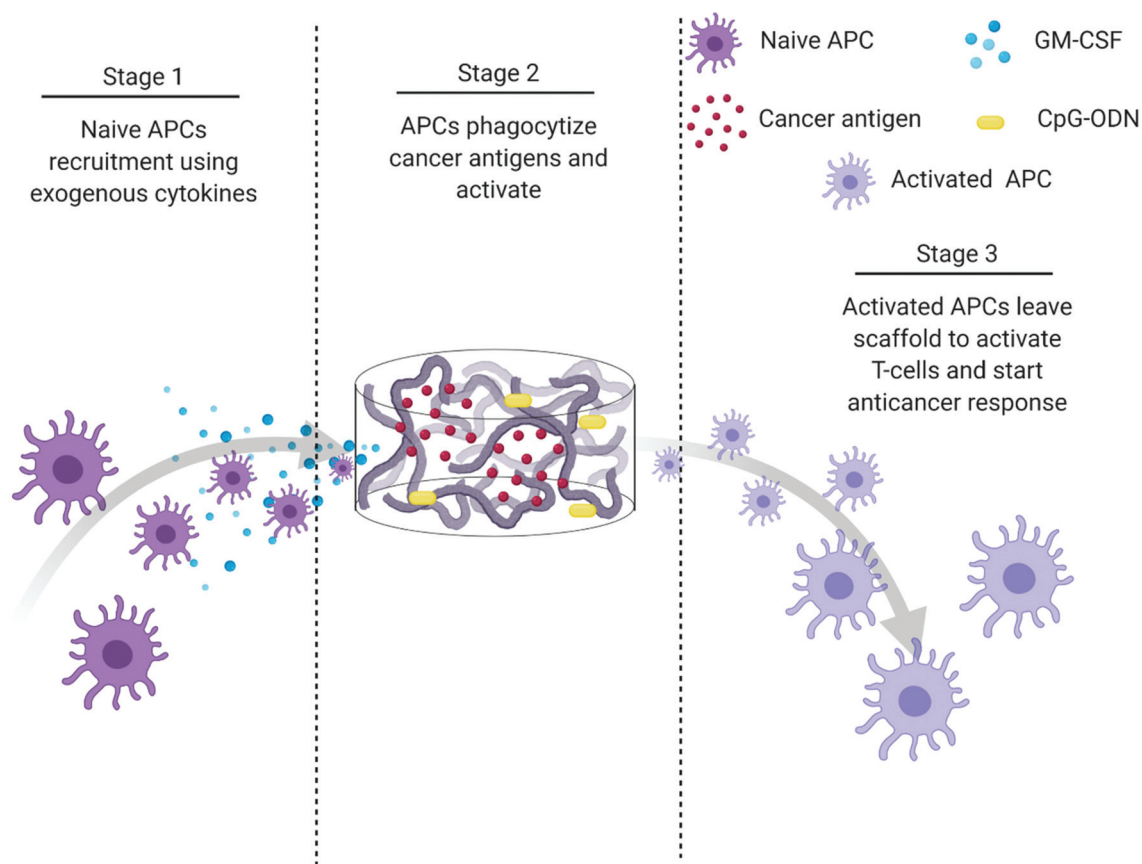 Stage 1
Naive APCs
recruitment using
exogenous cytokines
Stage 2
APCs phagocytize
cancer antigens and
activate
Naive APC
GM-CSF
Cancer antigen
CpG-ODN
Activated APC
Stage 3
Activated APCs leave
scaffold to activate
T-cells and start
anticancer response